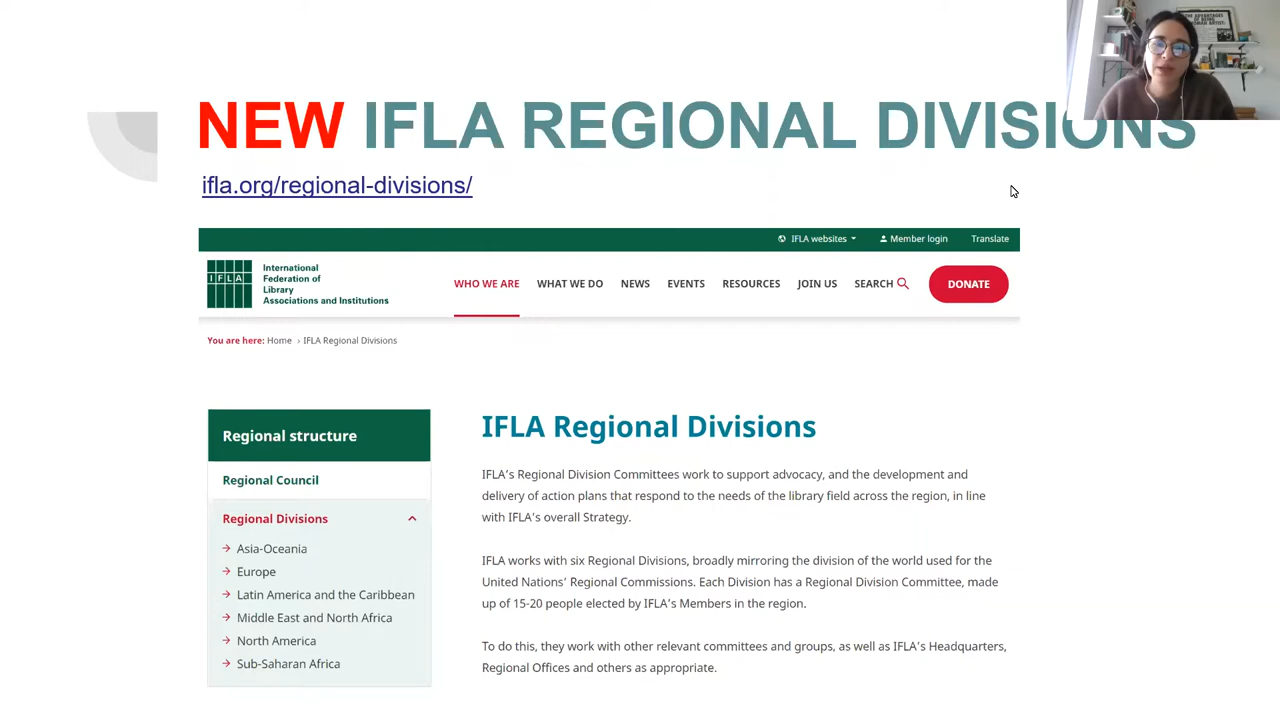 NEW IFLA REGIONAL DIVISIONS
ifla.org/regional-divisions/
IFLA websites
Member login
Translate
IFLA
International
Federation of
Library
Associations and Institutions
WHO WE ARE
WHAT WE DO
NEWS
EVENTS
RESOURCES
JOIN US
SEARCH
DONATE
You are here: Home › IFLA Regional Divisions
Regional structure
Regional Council
Regional Divisions
Asia-Oceania
Europe
Latin America and the Caribbean
Middle East and North Africa
North America
Sub-Saharan Africa
IFLA Regional Divisions
IFLA's Regional Division Committees work to support advocacy, and the development and
delivery of action plans that respond to the needs of the library field across the region, in line
with IFLA's overall Strategy.
IFLA works with six Regional Divisions, broadly mirroring the division of the world used for the
United Nations' Regional Commissions. Each Division has a Regional Division Committee, made
up of 15-20 people elected by IFLA's Members in the region.
To do this, they work with other relevant committees and groups, as well as IFLA's Headquarters,
Regional Offices and others as appropriate.
THE ADVANTAGES
OF BEING
WOMAN ARTIST: